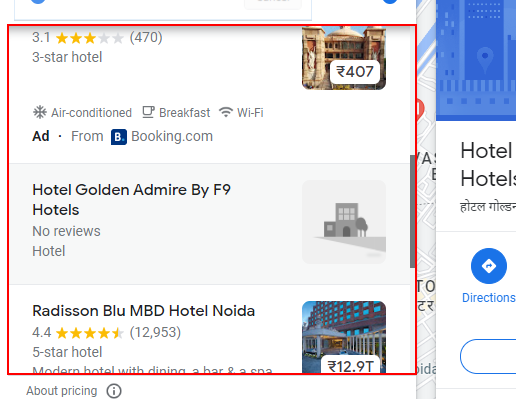 3.1 (470)
3-star hotel
₹407
Air-conditioned Breakfast Wi-Fi
Ad · From B. Booking.com
Hotel Golden Admire By F9
Hotels
No reviews
Hotel
Radisson Blu MBD Hotel Noida
4.4 (12,953)
5-star hotel
Modern hotel with dining, a bar & a spa
₹12.9T
About pricing
Hotel
Hotels
होटल गोल्डन
Directions